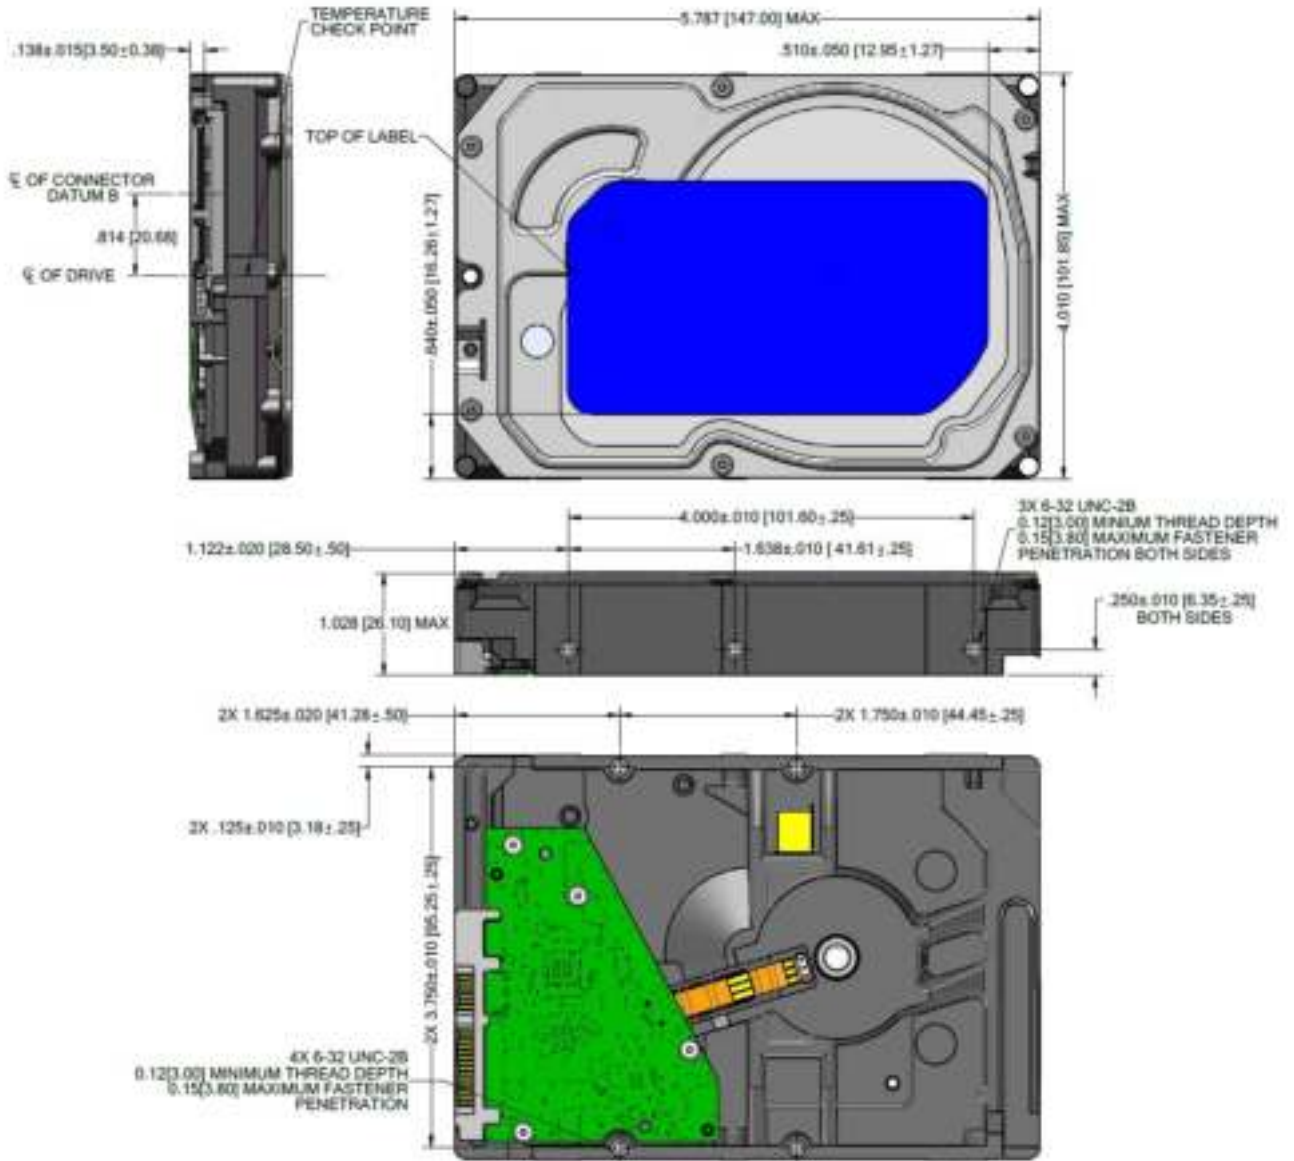 TEMPERATURE
CHECK POINT
5.787 [147.00] MAX
.138±.015[3.50±0.38]
.510±.050 [12.95±1.27]
TOP OF LABEL
℄ OF CONNECTOR
DATUM B
.814 [20.68]
℄ OF DRIVE
.640±.050 [16.26±1.27]
4.010 [101.85] MAX
4.000±.010 [101.60±.25]
3X 6-32 UNC-2B
0.12[3.00] MINIUM THREAD DEPTH
0.15[3.80] MAXIMUM FASTENER
PENETRATION BOTH SIDES
1.122±.020 [28.50±.50]
1.638±.010 [ 41.61±.25]
1.028 [26.10] MAX
.250±.010 [6.35±.25]
BOTH SIDES
2X 1.625±.020 [41.28±.50]
2X 1.750±.010 [44.45±.25]
2X .125±.010 [3.18±.25]
2X 3.750±.010 [95.25±.25]
4X 6-32 UNC-2B
0.12[3.00] MINIMUM THREAD DEPTH
0.15[3.80] MAXIMUM FASTENER
PENETRATION